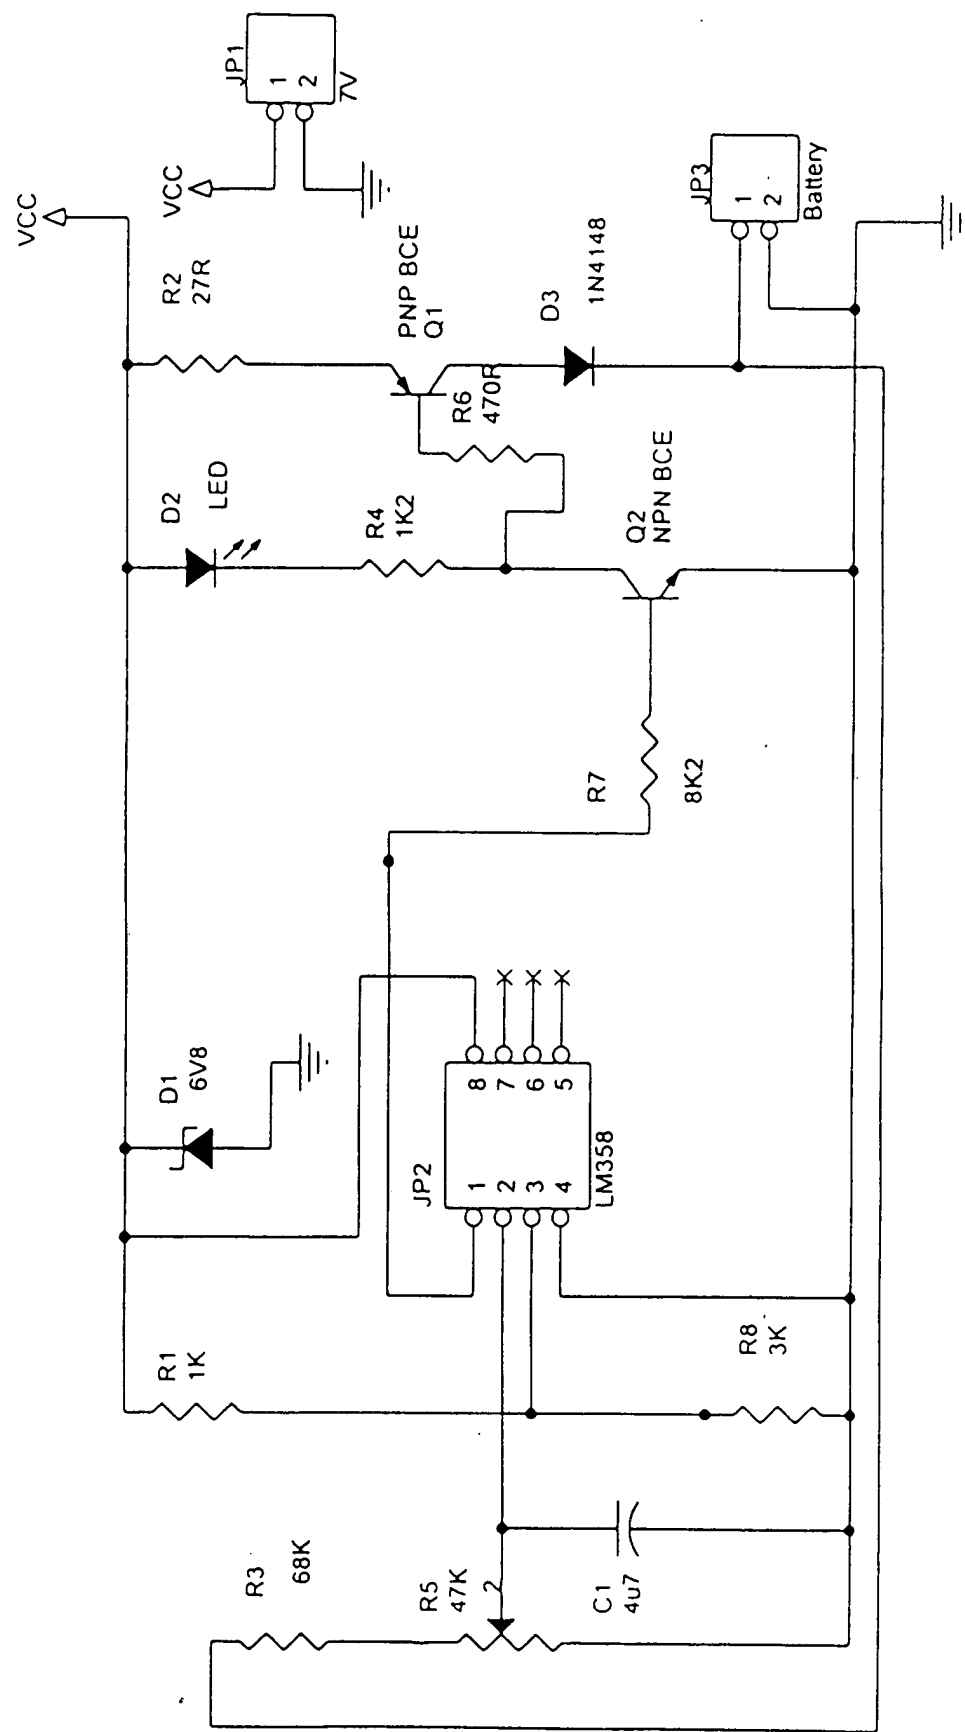 VCC
JP1
1
2
7V
VCC
R2
27R
PNP BCE
Q1
D3
1N4148
JP3
1
2
Battery
D2
LED
R6
470R
R4
1K2
Q2
NPN BCE
R7
8K2
D1
6V8
JP2
1
2
3
4
8
7
6
5
LM358
R1
1K
R8
3K
R3
68K
R5
47K
2
C1
4u7